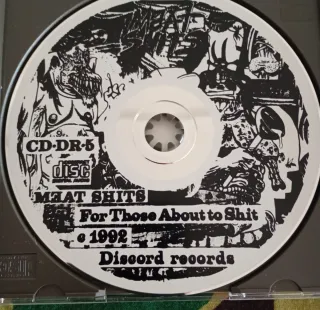 CD-DR-5
disc
MEAT SHITS
For Those About to Shit
c 1992
Discord records